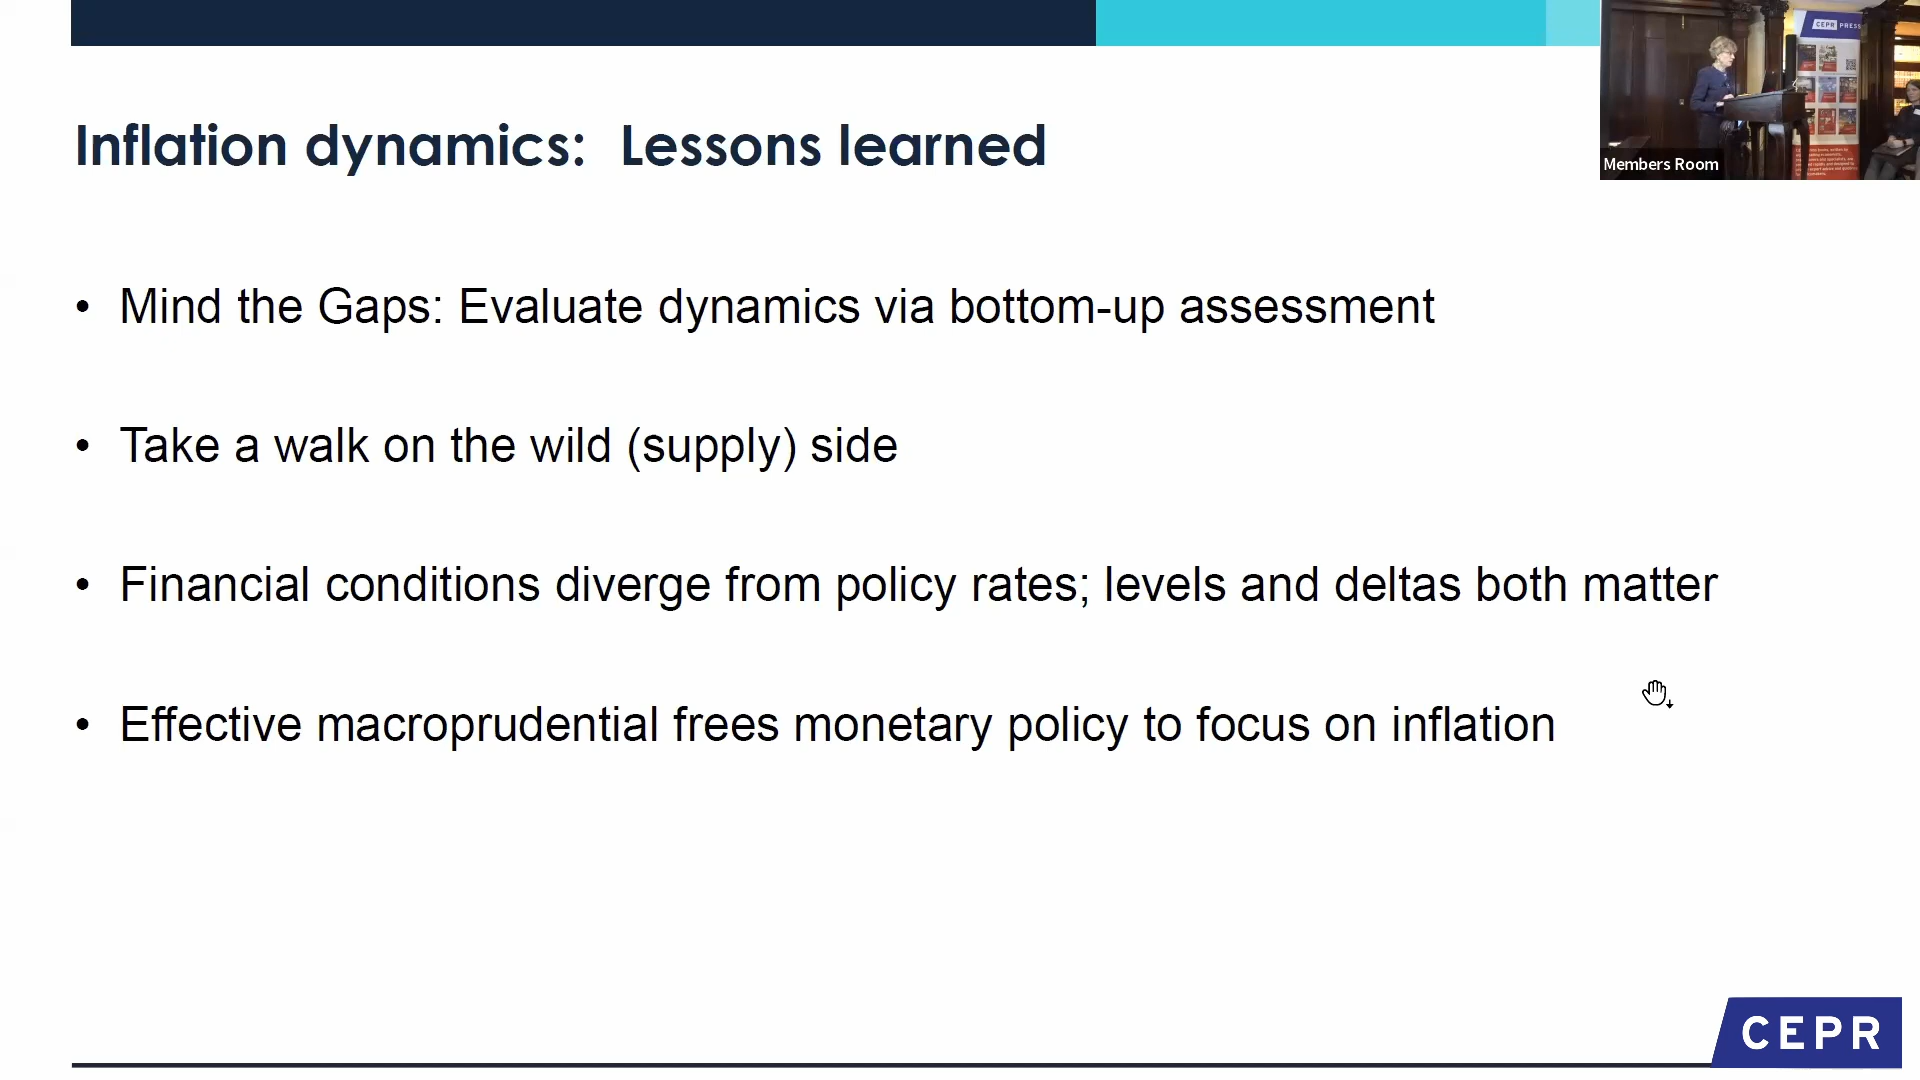 CEPR PRESS
Members Room
Inflation dynamics:  Lessons learned
• Mind the Gaps: Evaluate dynamics via bottom-up assessment
• Take a walk on the wild (supply) side
• Financial conditions diverge from policy rates; levels and deltas both matter
• Effective macroprudential frees monetary policy to focus on inflation
CEPR